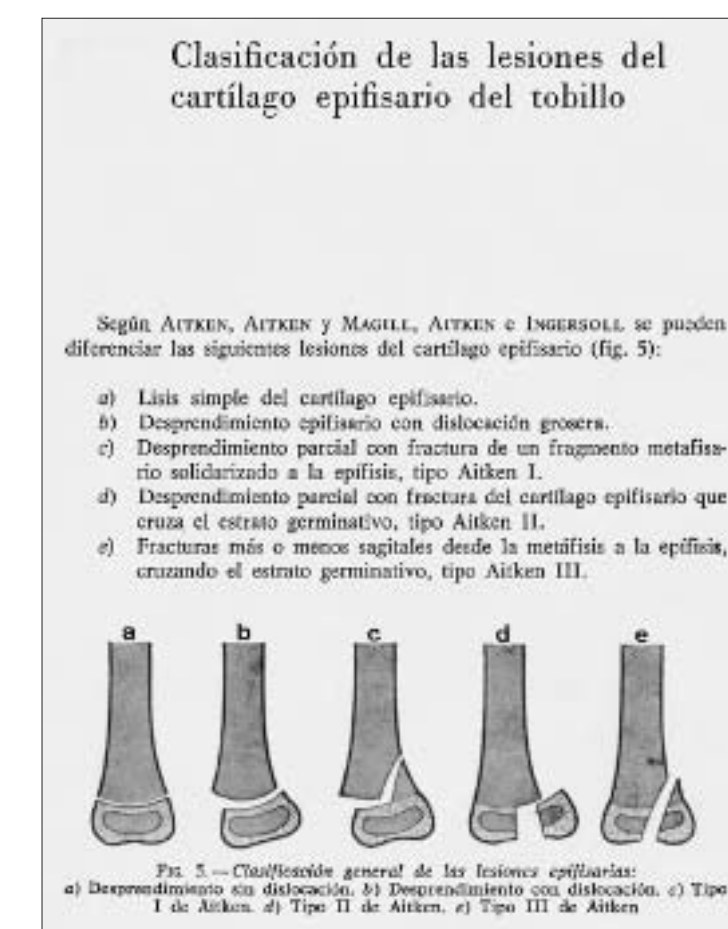 Clasificación de las lesiones del
cartílago epifisario del tobillo
Según AITKEN, AITKEN y MAGILL, AITKEN e INGERSOLL se pueden
diferenciar las siguientes lesiones del cartílago epifisario (fig. 5):
a) Lisis simple del cartílago epifisario.
b) Desprendimiento epifisario con dislocación grosera.
c) Desprendimiento parcial con fractura de un fragmento metafisa-
rio solidarizado a la epífisis, tipo Aitken I.
d) Desprendimiento parcial con fractura del cartílago epifisario que
cruza el estrato germinativo, tipo Aitken II.
e) Fracturas más o menos sagitales desde la metáfisis a la epífisis,
cruzando el estrato germinativo, tipo Aitken III.
a b c d e
FIG. 5.—Clasificación general de las lesiones epifisarias:
a) Desprendimiento sin dislocación. b) Desprendimiento con dislocación. c) Tipo
I de Aitken. d) Tipo II de Aitken. e) Tipo III de Aitken